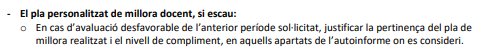 - El pla personalitzat de millora docent, si escau:
o En cas d'avaluació desfavorable de l'anterior període sol·licitat, justificar la pertinença del pla de
millora realitzat i el nivell de compliment, en aquells apartats de l'autoinforme on es consideri.